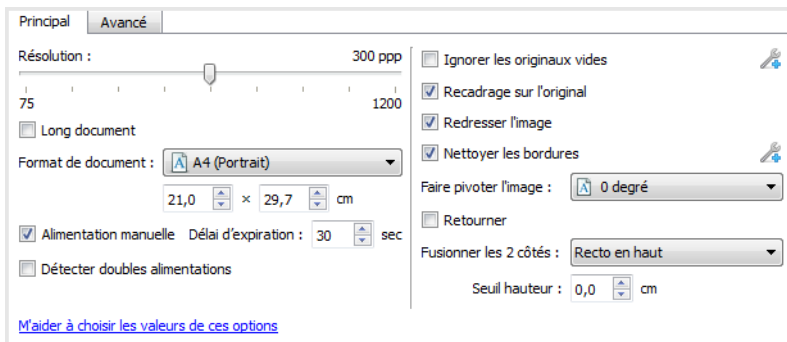 Principal
Avancé
Résolution :
300 ppp
75
1200
Long document
Format de document :
A4 (Portrait)
21,0 × 29,7 cm
Alimentation manuelle
Délai d'expiration :
30 sec
Détecter doubles alimentations
M'aider à choisir les valeurs de ces options
Ignorer les originaux vides
Recadrage sur l'original
Redresser l'image
Nettoyer les bordures
Faire pivoter l'image :
0 degré
Retourner
Fusionner les 2 côtés :
Recto en haut
Seuil hauteur :
0,0 cm